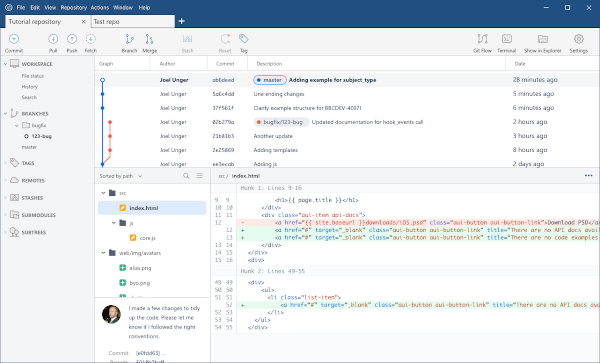 File Edit View Repository Actions Window Help
Tutorial repository
Test repo
Commit Pull Push Fetch Branch Merge Stash Discard Tag Git Flow Terminal Show in Explorer Settings
WORKSPACE
File status
History
Search
BRANCHES
bugfix
123-bug
master
TAGS
REMOTES
STASHES
SUBMODULES
SUBTREES
Graph Author Commit Description Date
Joel Unger ab6deed master Adding example for subject_type 28 minutes ago
Joel Unger Line ending changes 5 minutes ago
Joel Unger 37f561f Clarify example structure for BBCDEV-40971 6 minutes ago
Joel Unger 02b279a bugfix/123-bug Updated documentation for hook_events call 2 hours ago
Joel Unger 71b81b3 Another update 3 hours ago
Joel Unger 2e25869 Adding templates 8 hours ago
Joel Unger ee3ecab Adding js 2 days ago
Sorted by path
src
index.html
js
core.js
web/img/avatars
alias.png
byo.png
I made a few changes to tidy
up the code. Please let me
know if I followed the right
conventions.
Commit: [e0fdd63] ...
src / index.html
Hunk 1: Lines 9-16
9 9 <h1>{{ page.title }}</h1>
10 10 </div>
11 11 <div class="aui-item api-docs">
12 - <a href="{{ site.baseurl }}downloads/iOS.psd" class="aui-button aui-button-link">Download PSD</a
12 + <a href="#" target="_blank" class="aui-button aui-button-link" title="There are no API docs avai
13 + <a href="#" target="_blank" class="aui-button aui-button-link" title="There are no code examples
13 14 </div>
14 15 </div>
15 16 <div>
Hunk 2: Lines 49-55
49 49 <div>
50 50 <ul>
51 51 <li class="list-item">
52 + <a href="#" target="_blank" class="aui-button aui-button-link" title="There are no API docs avai
52 53 </li>
53 54 </ul>
54 55 </div>